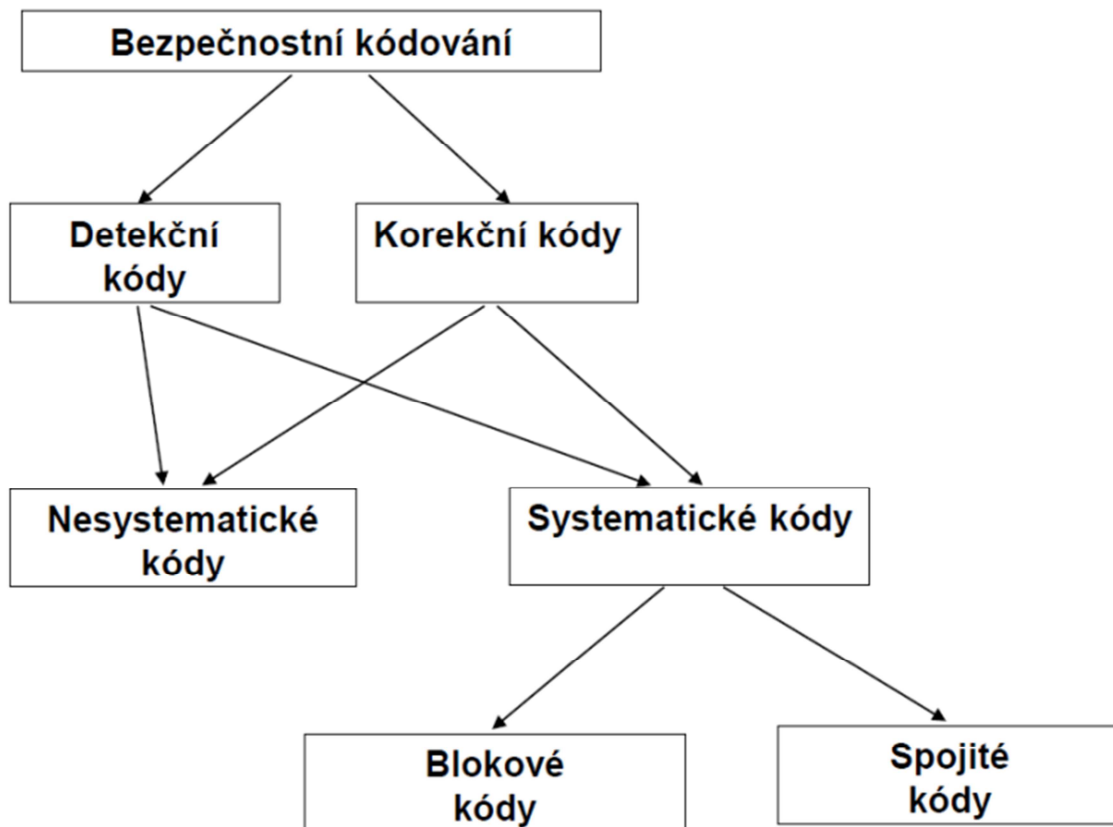 Bezpečnostní kódování
Detekční
kódy
Korekční kódy
Nesystematické
kódy
Systematické kódy
Blokové
kódy
Spojité
kódy